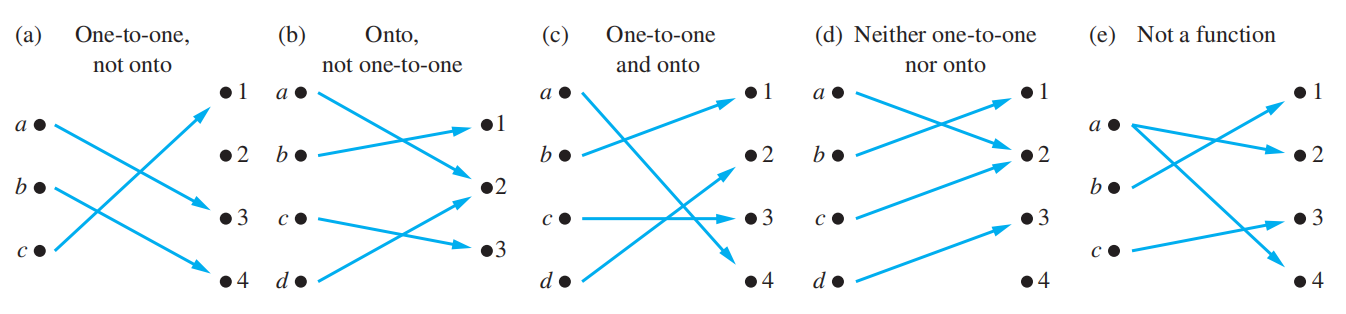 (a) One-to-one,
not onto
a
b
c
1
2
3
4
(b) Onto,
not one-to-one
a
b
c
d
1
2
3
(c) One-to-one
and onto
a
b
c
d
1
2
3
4
(d) Neither one-to-one
nor onto
a
b
c
d
1
2
3
4
(e) Not a function
a
b
c
1
2
3
4